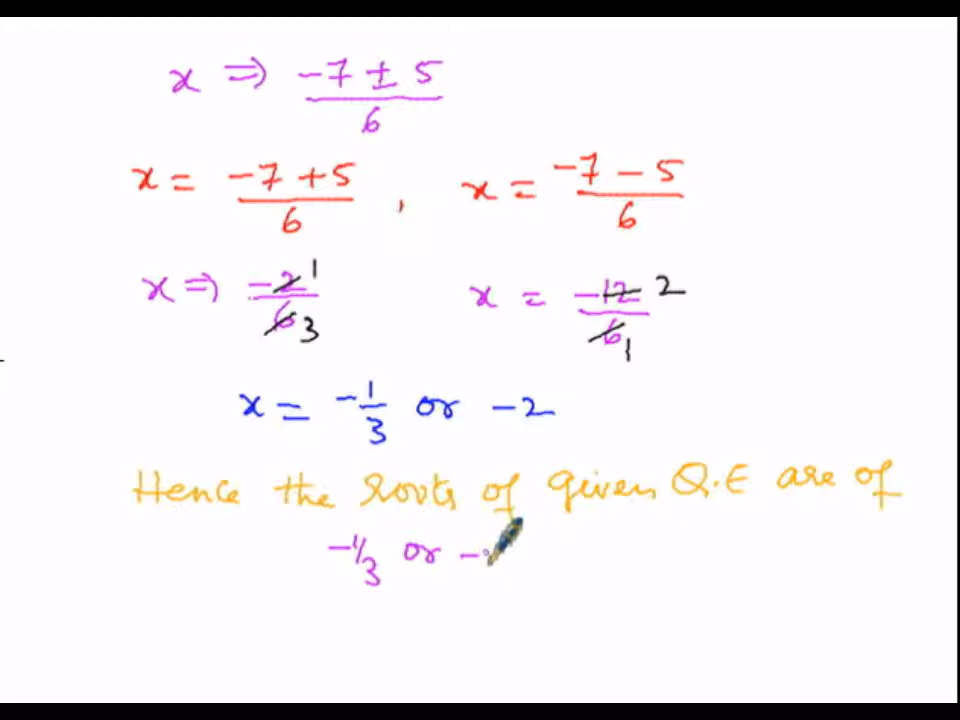 x ⇒ -7 ± 5 / 6
x = -7 + 5 / 6 , x = -7 - 5 / 6
x ⇒ -2 1 / 6 3 x = -12 2 / 6 1
x = -1/3 or -2
Hence the roots of given Q.E are of
-1/3 or -